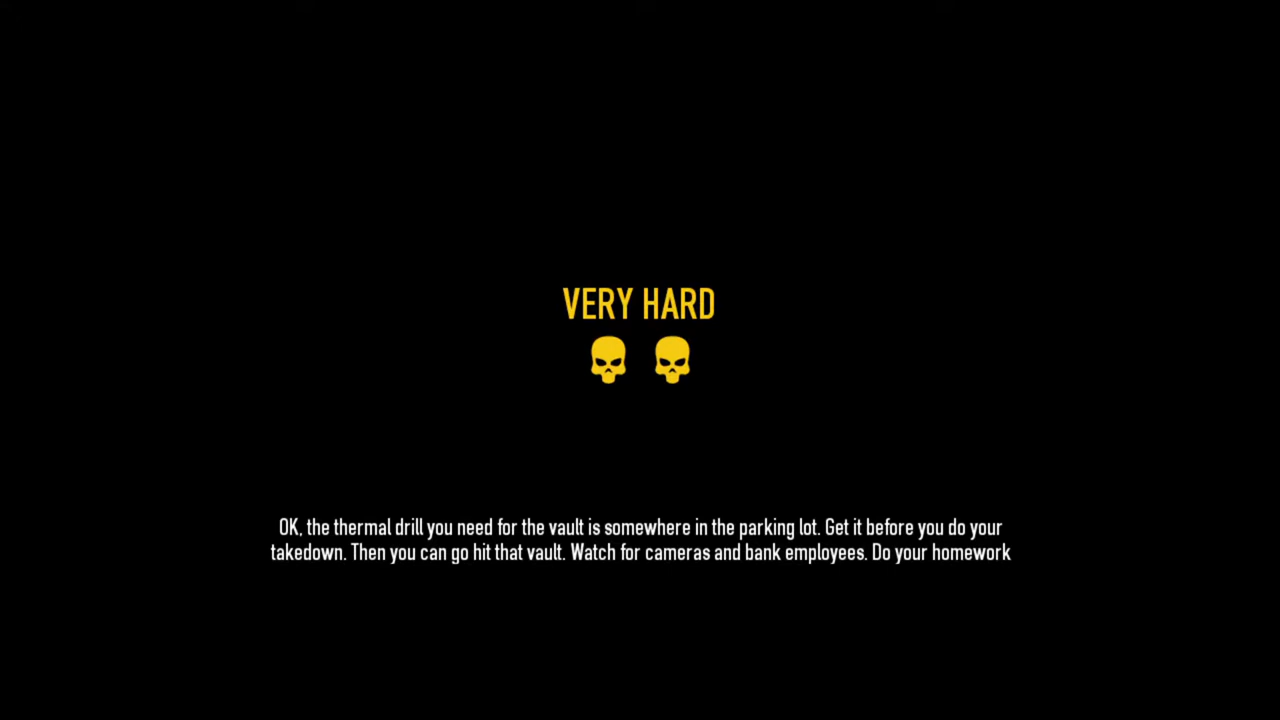 VERY HARD
OK, the thermal drill you need for the vault is somewhere in the parking lot. Get it before you do your
takedown. Then you can go hit that vault. Watch for cameras and bank employees. Do your homework